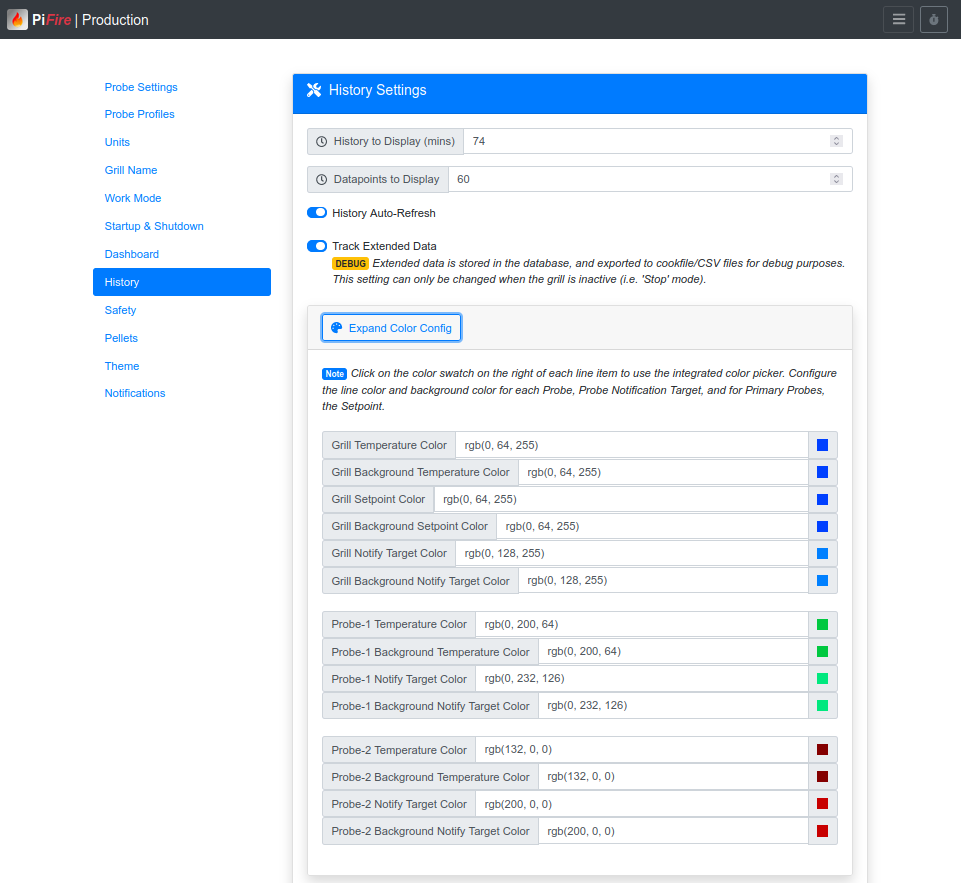 PiFire | Production
Probe Settings
Probe Profiles
Units
Grill Name
Work Mode
Startup & Shutdown
Dashboard
History
Safety
Pellets
Theme
Notifications
History Settings
History to Display (mins) 74
Datapoints to Display 60
History Auto-Refresh
Track Extended Data
DEBUG Extended data is stored in the database, and exported to cookfile/CSV files for debug purposes.
This setting can only be changed when the grill is inactive (i.e. 'Stop' mode).
Expand Color Config
Note Click on the color swatch on the right of each line item to use the integrated color picker. Configure
the line color and background color for each Probe, Probe Notification Target, and for Primary Probes,
the Setpoint.
Grill Temperature Color rgb(0, 64, 255)
Grill Background Temperature Color rgb(0, 64, 255)
Grill Setpoint Color rgb(0, 64, 255)
Grill Background Setpoint Color rgb(0, 64, 255)
Grill Notify Target Color rgb(0, 128, 255)
Grill Background Notify Target Color rgb(0, 128, 255)
Probe-1 Temperature Color rgb(0, 200, 64)
Probe-1 Background Temperature Color rgb(0, 200, 64)
Probe-1 Notify Target Color rgb(0, 232, 126)
Probe-1 Background Notify Target Color rgb(0, 232, 126)
Probe-2 Temperature Color rgb(132, 0, 0)
Probe-2 Background Temperature Color rgb(132, 0, 0)
Probe-2 Notify Target Color rgb(200, 0, 0)
Probe-2 Background Notify Target Color rgb(200, 0, 0)